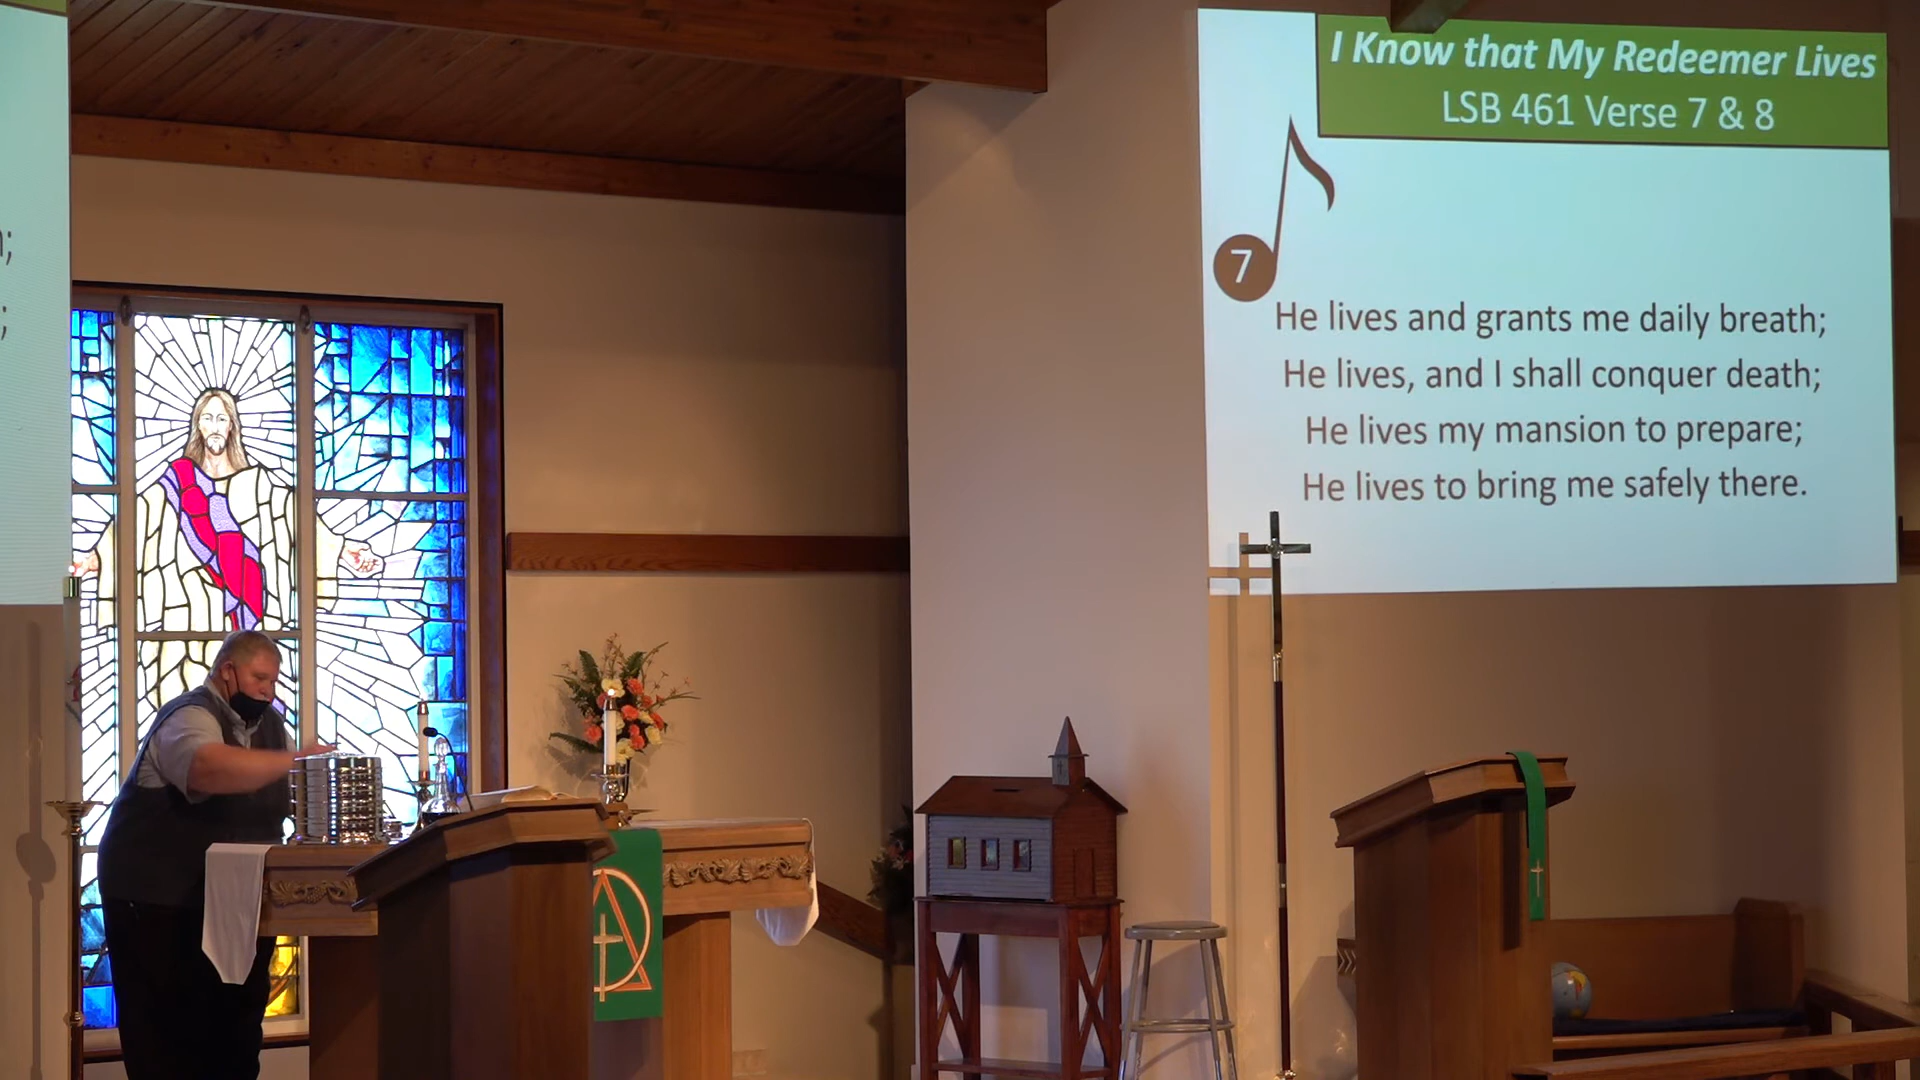 I Know that My Redeemer Lives
LSB 461 Verse 7 & 8
7
He lives and grants me daily breath;
He lives, and I shall conquer death;
He lives my mansion to prepare;
He lives to bring me safely there.